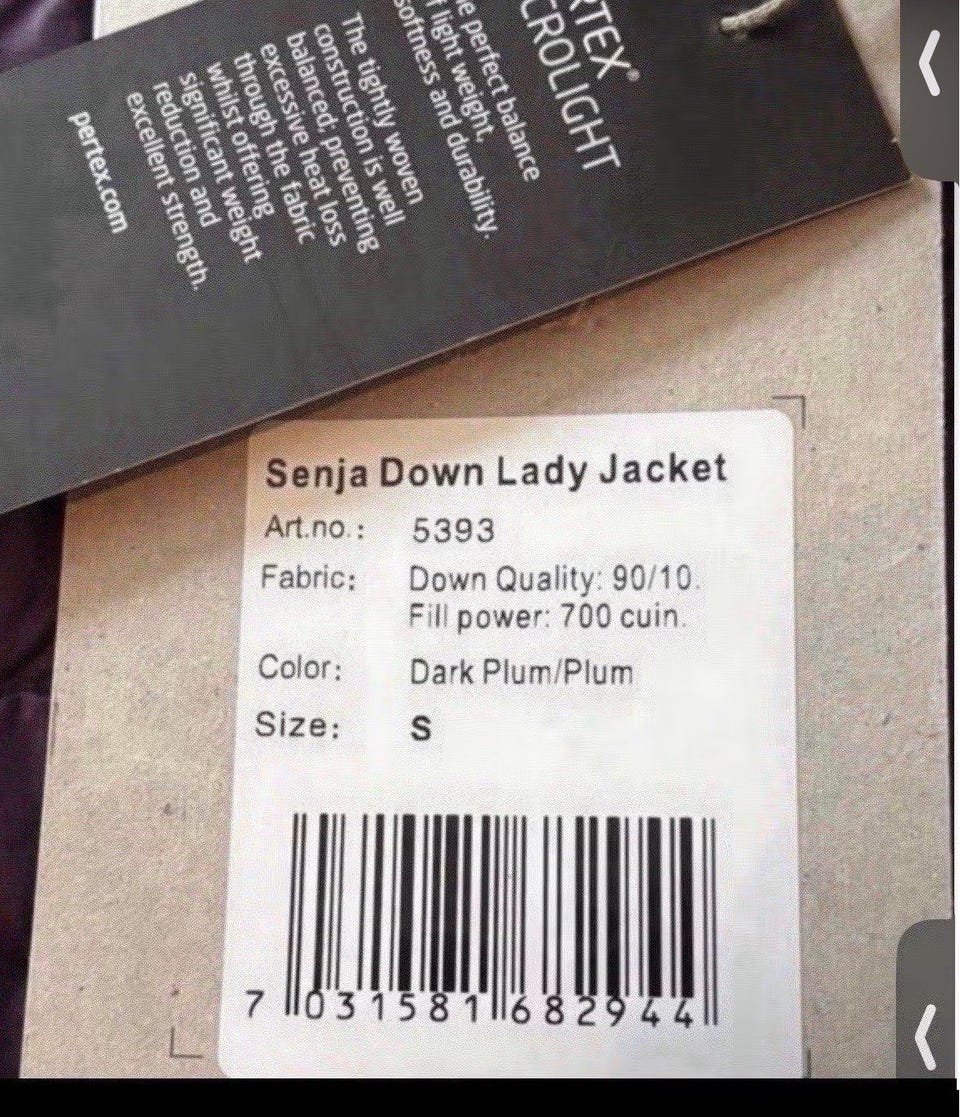 RTEX®
CROLIGHT
e perfect balance
f light weight,
softness and durability.
The tightly woven
construction is well
balanced; preventing
excessive heat loss
through the fabric
whilst offering
significant weight
reduction and
excellent strength.
pertex.com
Senja Down Lady Jacket
Art.no.: 5393
Fabric: Down Quality: 90/10.
Fill power: 700 cuin.
Color: Dark Plum/Plum
Size: S
7 031581 682944